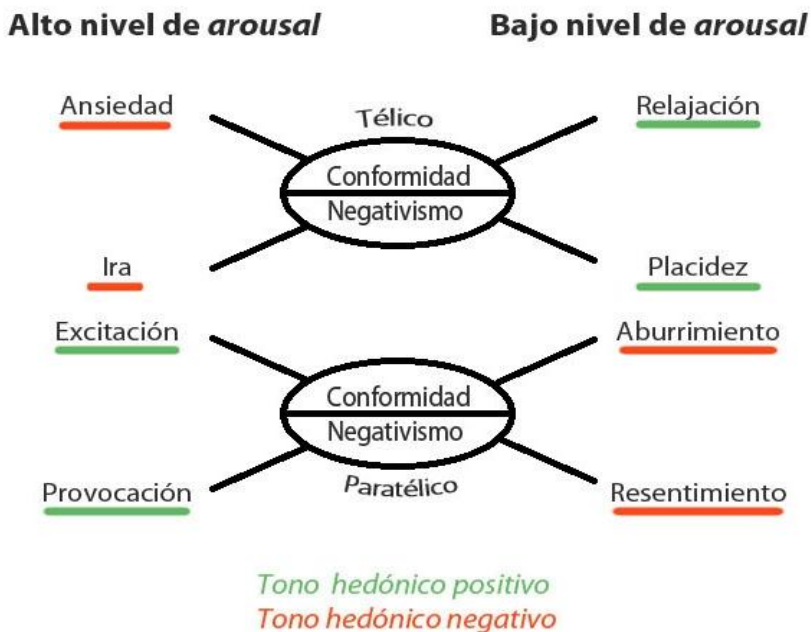 Alto nivel de arousal
Bajo nivel de arousal
Ansiedad
Télico
Relajación
Conformidad
Negativismo
Ira
Placidez
Excitación
Aburrimiento
Conformidad
Negativismo
Provocación
Paratélico
Resentimiento
Tono hedónico positivo
Tono hedónico negativo